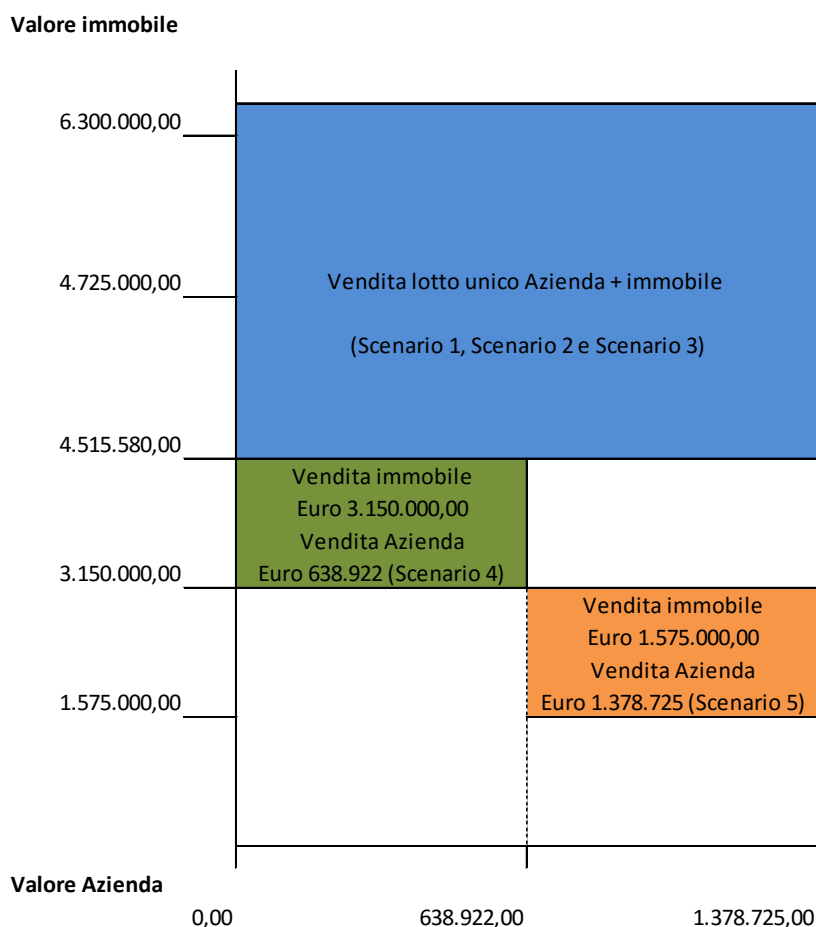 Valore immobile
6.300.000,00
4.725.000,00
Vendita lotto unico Azienda + immobile
(Scenario 1, Scenario 2 e Scenario 3)
4.515.580,00
Vendita immobile
Euro 3.150.000,00
Vendita Azienda
Euro 638.922 (Scenario 4)
3.150.000,00
Vendita immobile
Euro 1.575.000,00
Vendita Azienda
Euro 1.378.725 (Scenario 5)
1.575.000,00
Valore Azienda
0,00 638.922,00 1.378.725,00